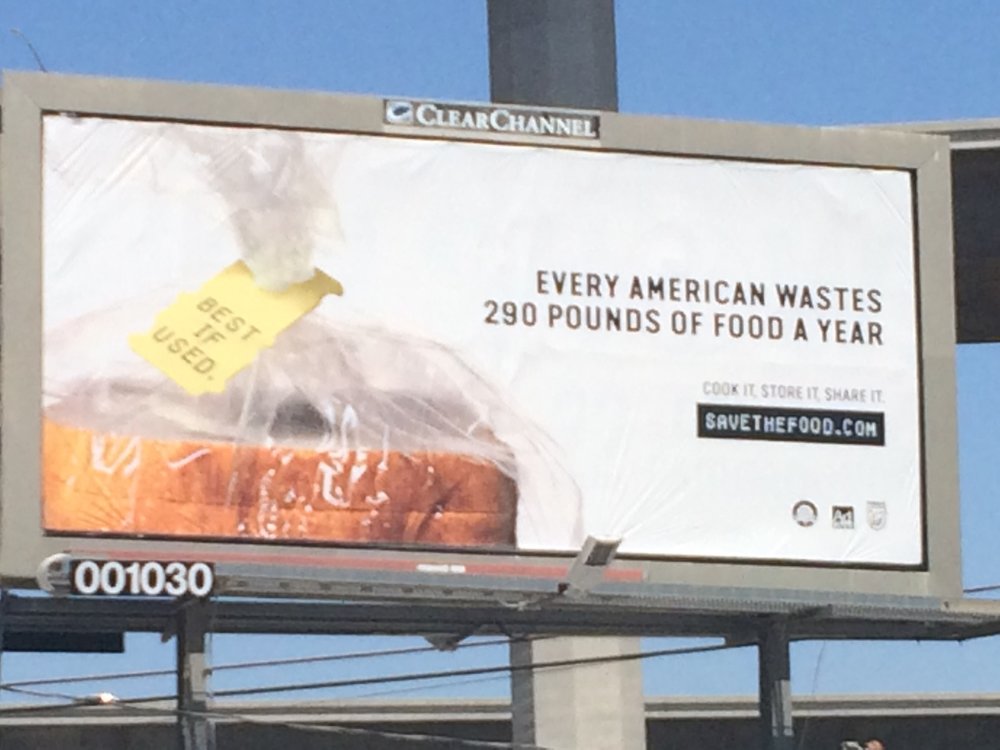 CLEARCHANNEL
BEST
IF
USED.
EVERY AMERICAN WASTES
290 POUNDS OF FOOD A YEAR
COOK IT, STORE IT, SHARE IT.
SAVETHEFOOD.COM
Ad
001030